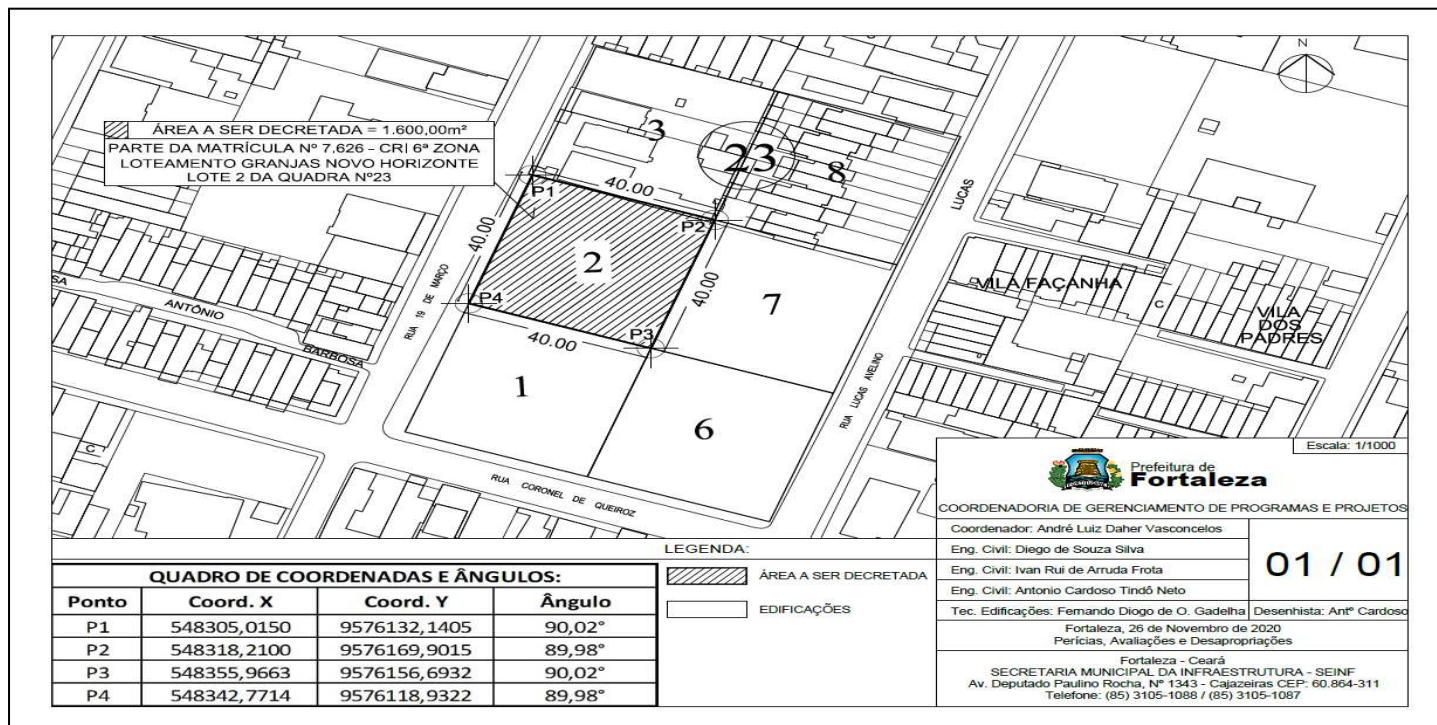 N
ÁREA A SER DECRETADA = 1.600,00m²
PARTE DA MATRÍCULA Nº 7,626 - CRI 6ª ZONA
LOTEAMENTO GRANJAS NOVO HORIZONTE
LOTE 2 DA QUADRA Nº23
3
23
8
P1
40.00
P2
LUCAS
40.00
2
40.00
7
VILA FAÇANHA
C
VILA
DOS
PADRES
RUA 19 DE MARÇO
SA
ANTÔNIO
BARBOSA
P4
P3
40.00
1
6
RUA LUCAS AVELINO
C
RUA CORONEL DE QUEIROZ
Escala: 1/1000
Prefeitura de
Fortaleza
COORDENADORIA DE GERENCIAMENTO DE PROGRAMAS E PROJETOS
Coordenador: André Luiz Daher Vasconcelos
Eng. Civil: Diego de Souza Silva
Eng. Civil: Ivan Rui de Arruda Frota
Eng. Civil: Antonio Cardoso Tindô Neto
01 / 01
Tec. Edificações: Fernando Diogo de O. Gadelha Desenhista: Antº Cardoso
Fortaleza, 26 de Novembro de 2020
Perícias, Avaliações e Desapropriações
Fortaleza - Ceará
SECRETARIA MUNICIPAL DA INFRAESTRUTURA - SEINF
Av. Deputado Paulino Rocha, Nº 1343 - Cajazeiras CEP: 60.864-311
Telefone: (85) 3105-1088 / (85) 3105-1087
LEGENDA:
ÁREA A SER DECRETADA
EDIFICAÇÕES
QUADRO DE COORDENADAS E ÂNGULOS:
Ponto Coord. X Coord. Y Ângulo
P1 548305,0150 9576132,1405 90,02°
P2 548318,2100 9576169,9015 89,98°
P3 548355,9663 9576156,6932 90,02°
P4 548342,7714 9576118,9322 89,98°